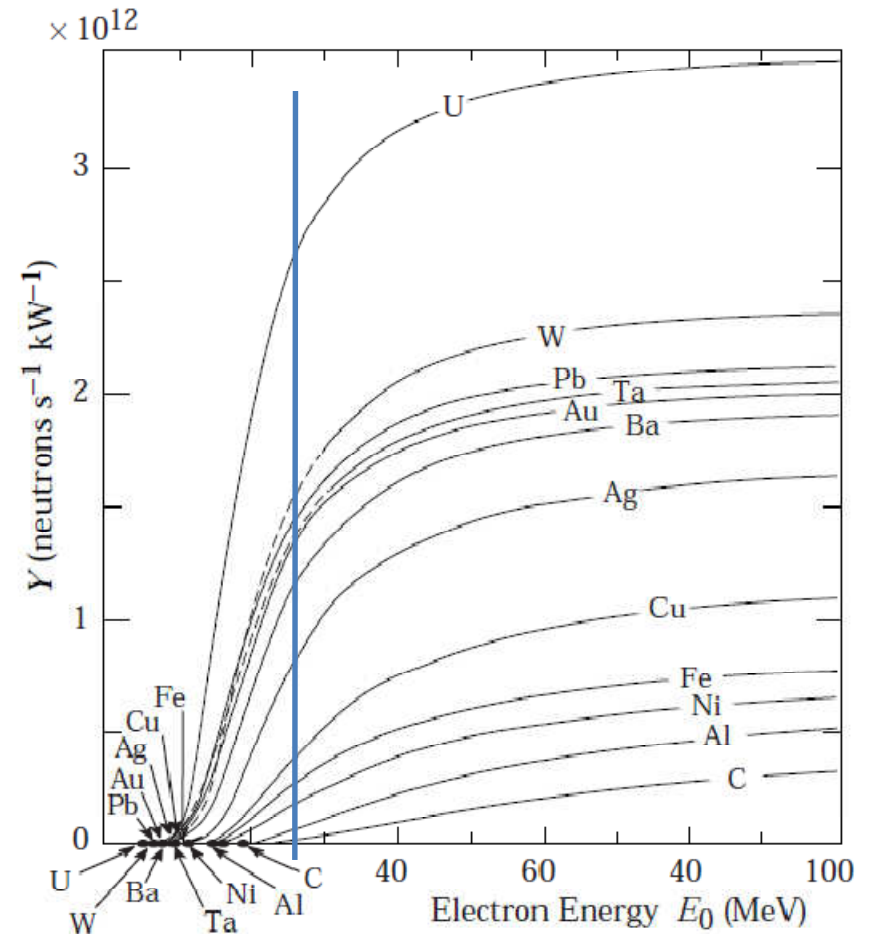 × 10¹²
U
3
W
Pb
Ta
2
Au
Ba
Ag
Y (neutrons s⁻¹ kW⁻¹)
1
Cu
Fe
Ni
Al
C
Fe
Cu
Ag
Au
Pb
0
U
W
Ba
Ta
Ni
Al
C
40
60
40
100
Electron Energy E₀ (MeV)